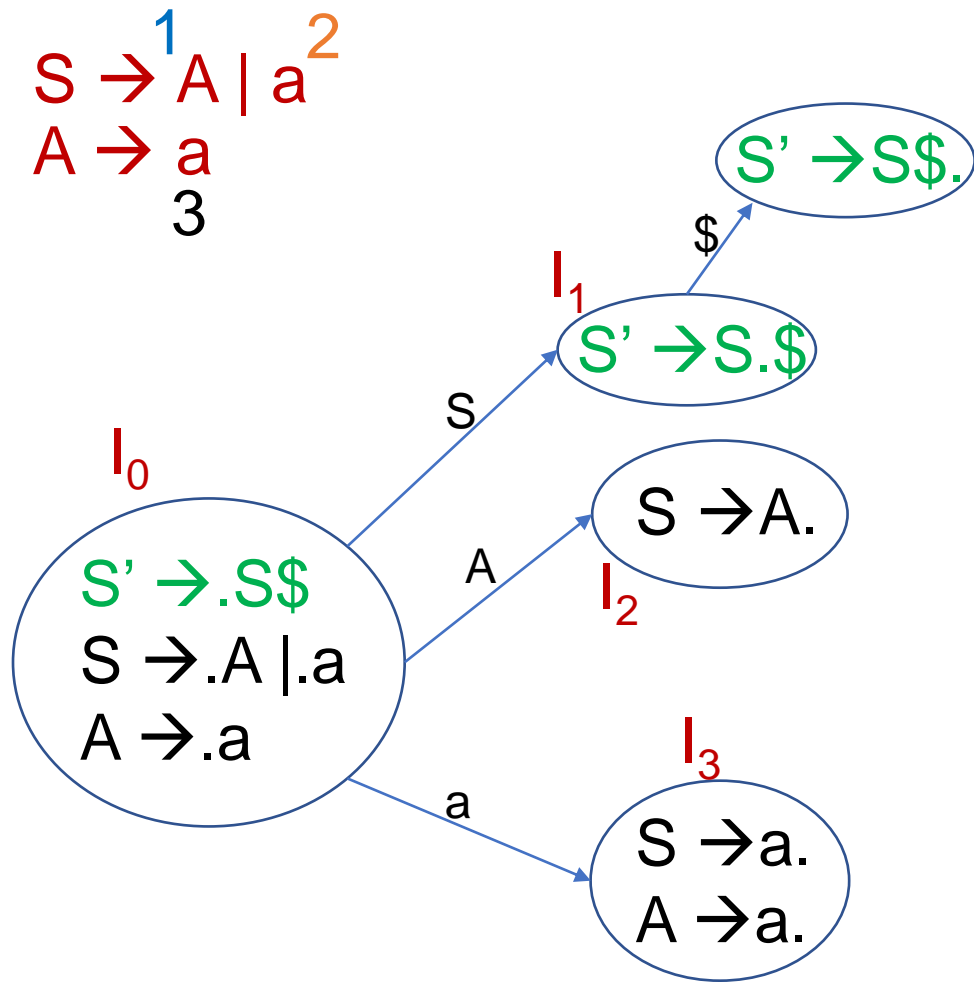 1 2
S → A | a
A → a
3
S’ → S$.
$
I₁
S’ → S.$
S
I₀
S → A.
A
I₂
S’ → .S$
S → .A | .a
A → .a
I₃
a
S → a.
A → a.